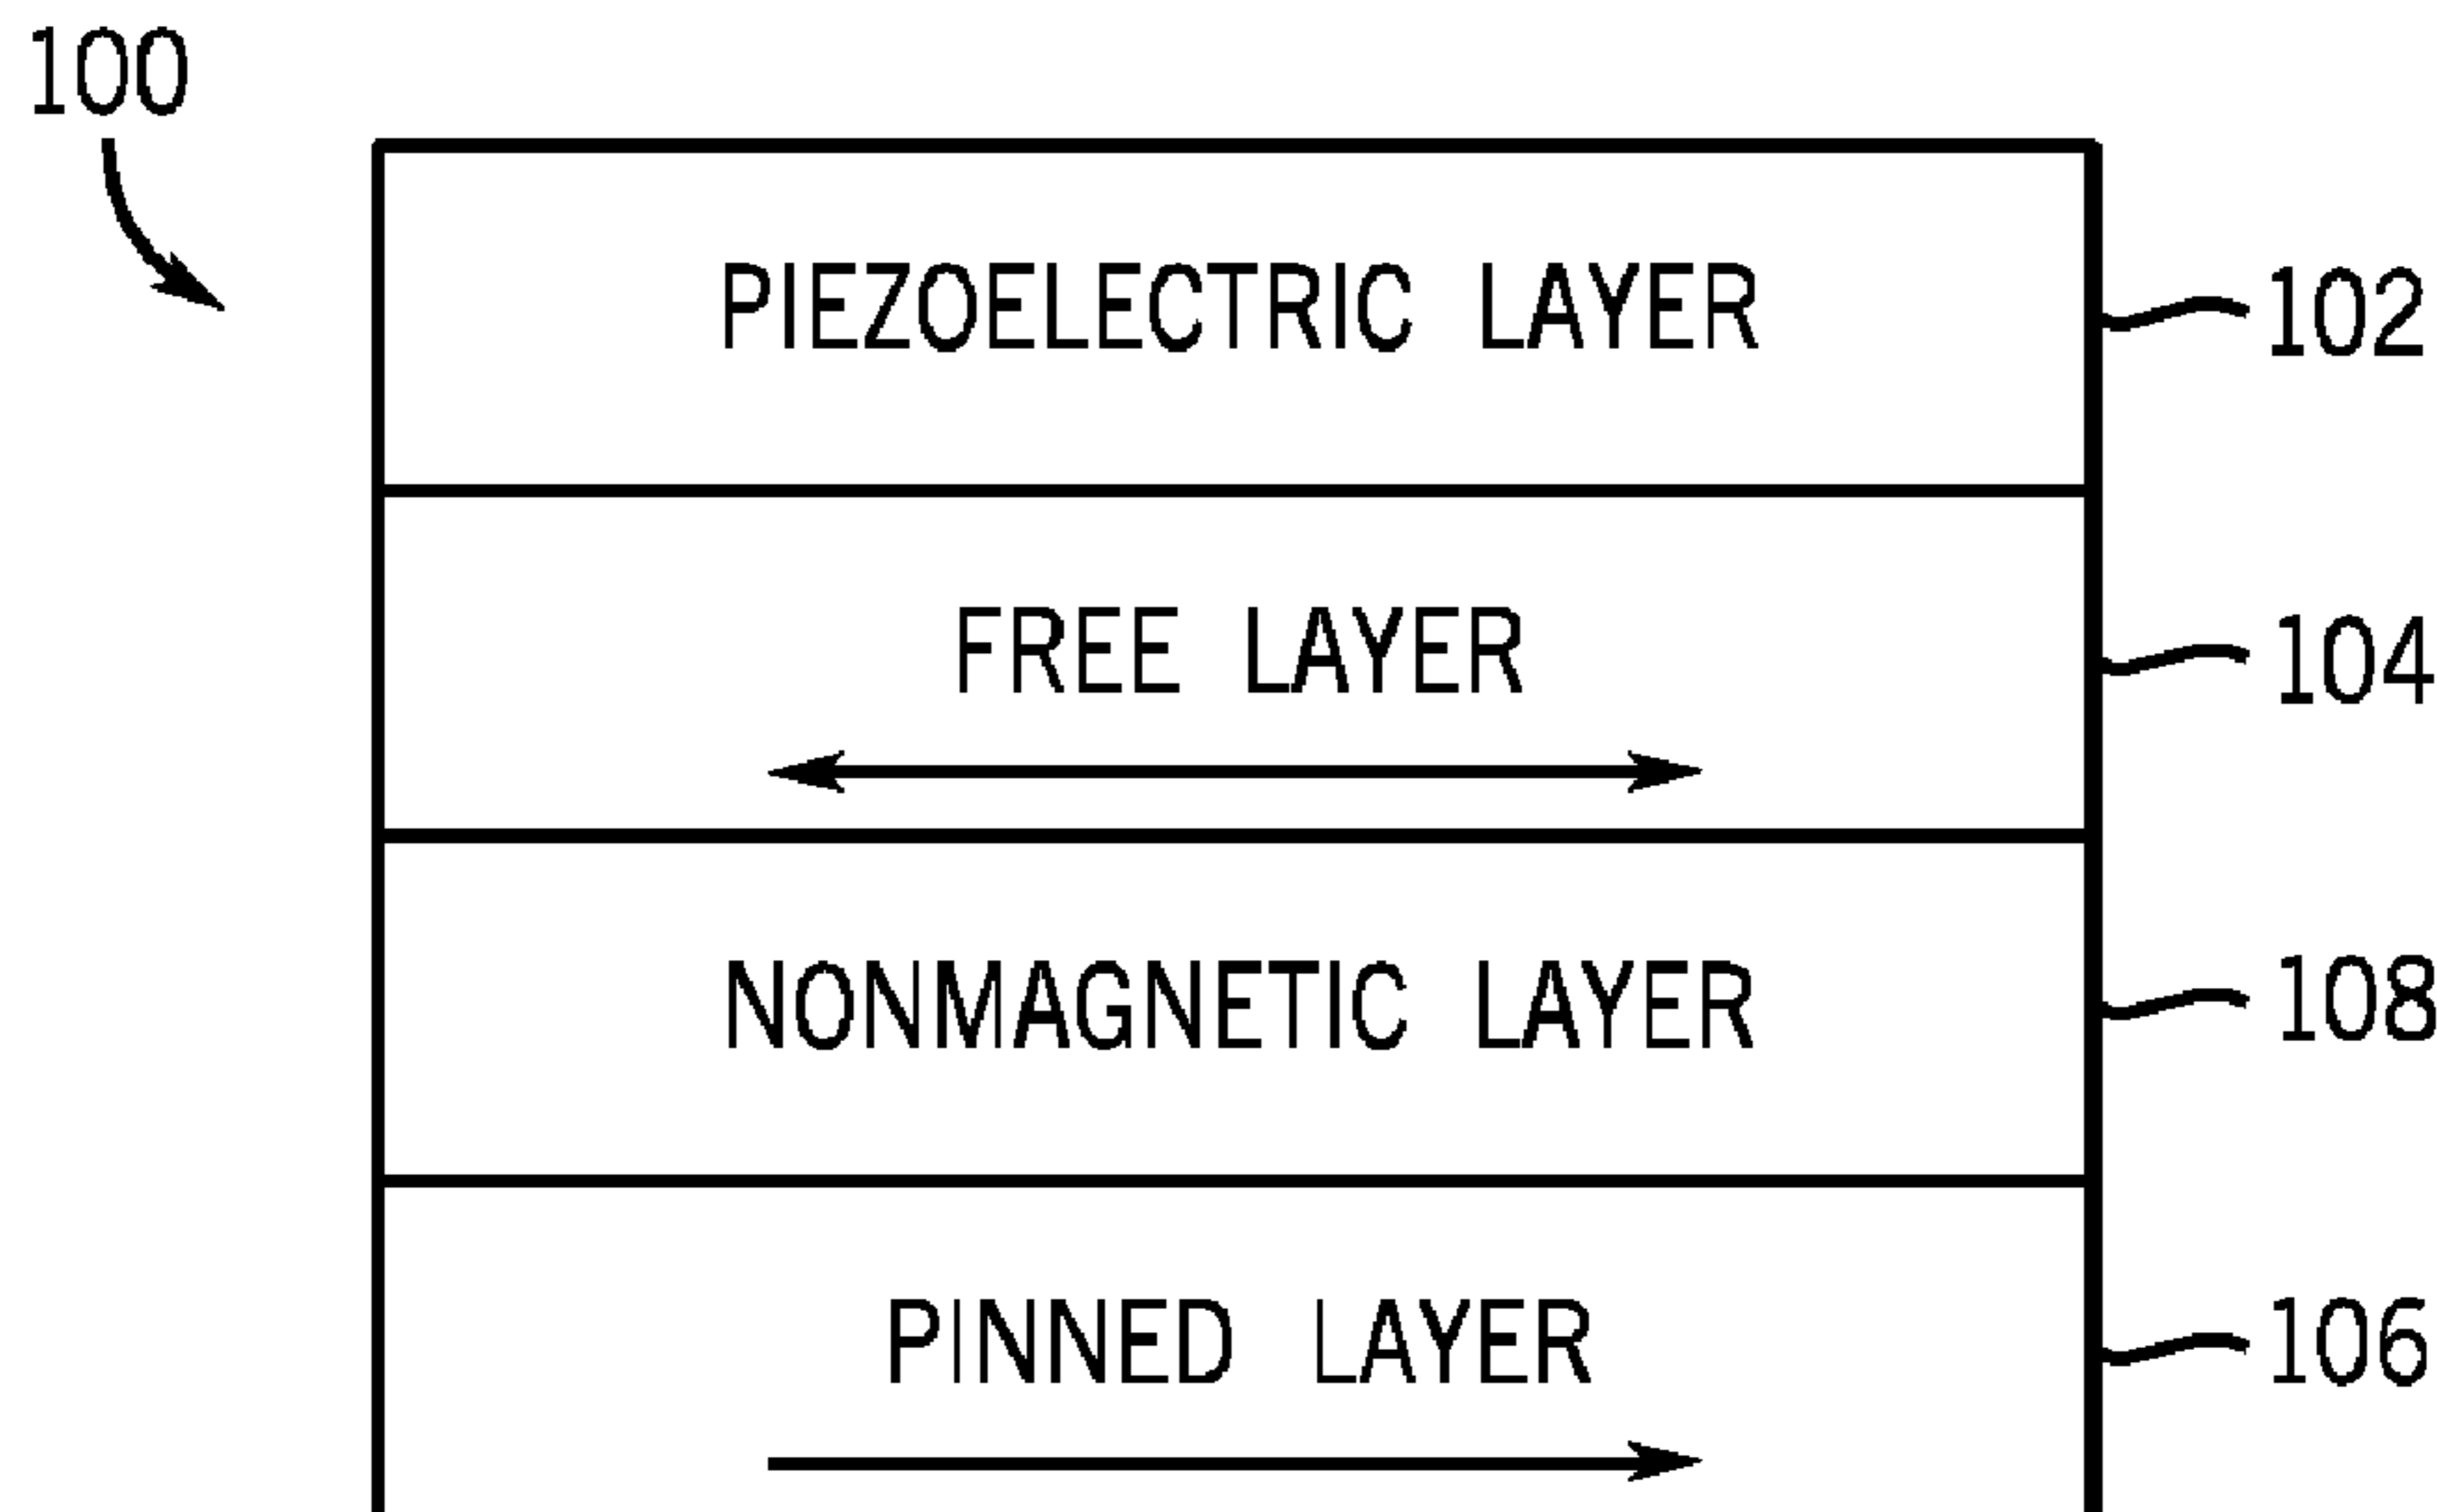 100
PIEZOELECTRIC LAYER
102
FREE LAYER
104
NONMAGNETIC LAYER
108
PINNED LAYER
106